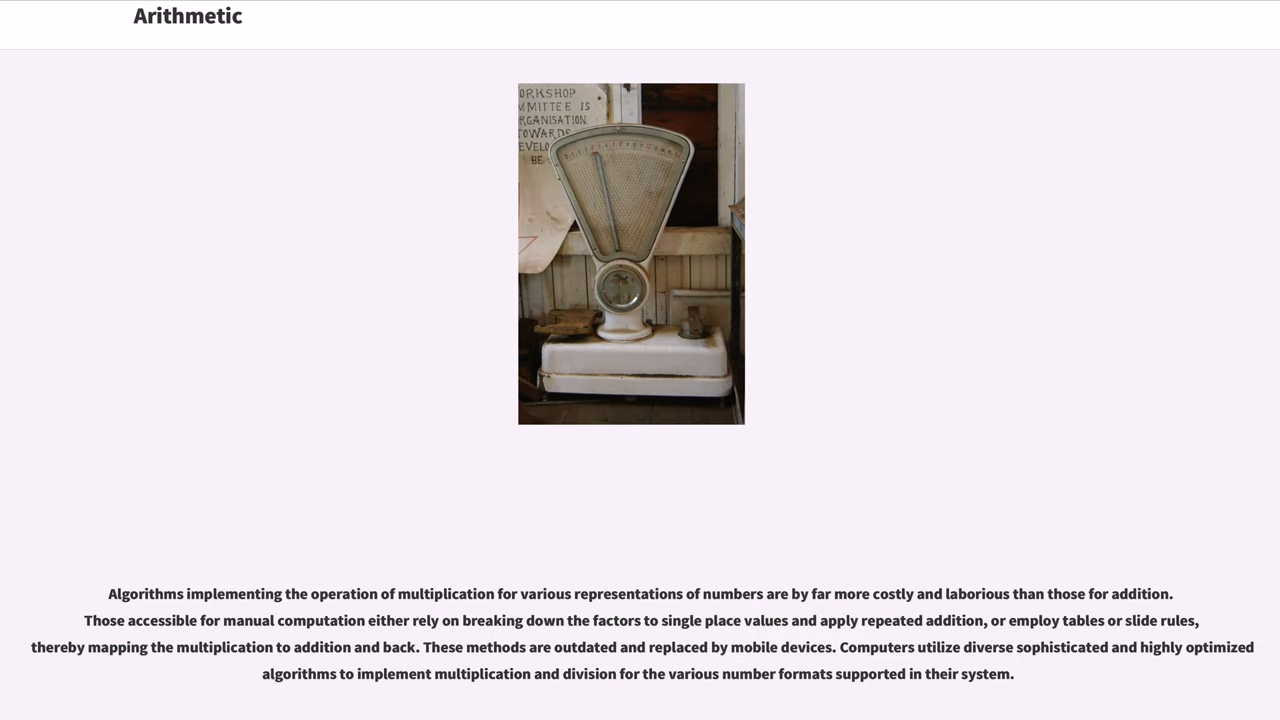 Arithmetic
ORKSHOP
MMITTEE IS
RGANISATION
TOWARDS
EVELO
BE
Algorithms implementing the operation of multiplication for various representations of numbers are by far more costly and laborious than those for addition.
Those accessible for manual computation either rely on breaking down the factors to single place values and apply repeated addition, or employ tables or slide rules,
thereby mapping the multiplication to addition and back. These methods are outdated and replaced by mobile devices. Computers utilize diverse sophisticated and highly optimized
algorithms to implement multiplication and division for the various number formats supported in their system.